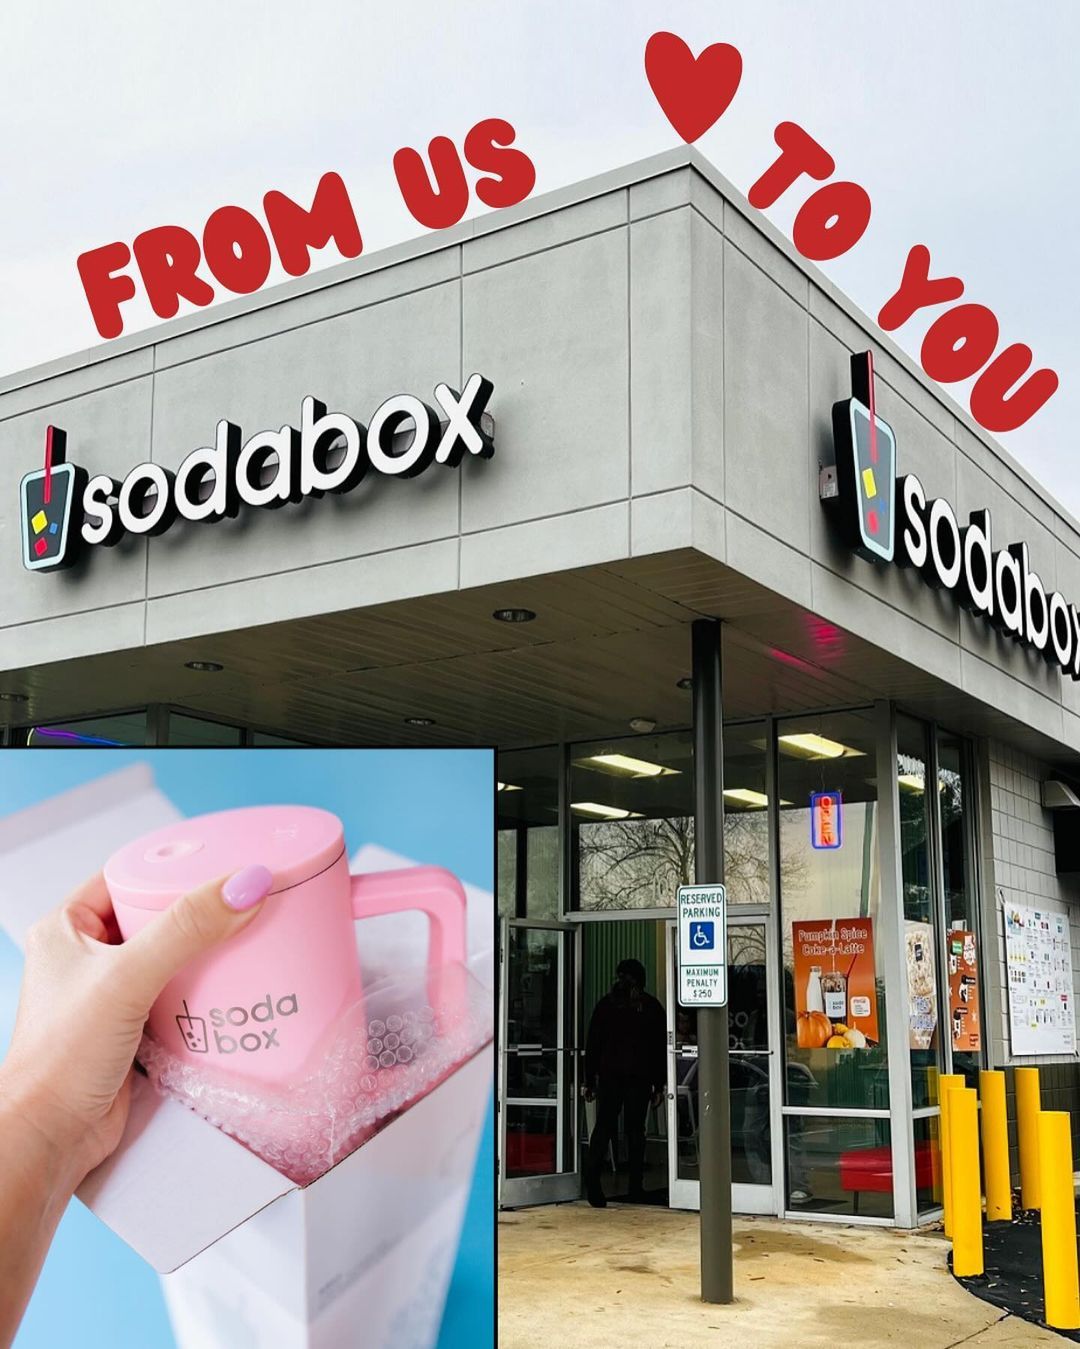 FROM US
TO YOU
sodabox
sodabox
RESERVED
PARKING
MAXIMUM
PENALTY
$250
Pumpkin Spice
Coke-a-Latte
soda
box